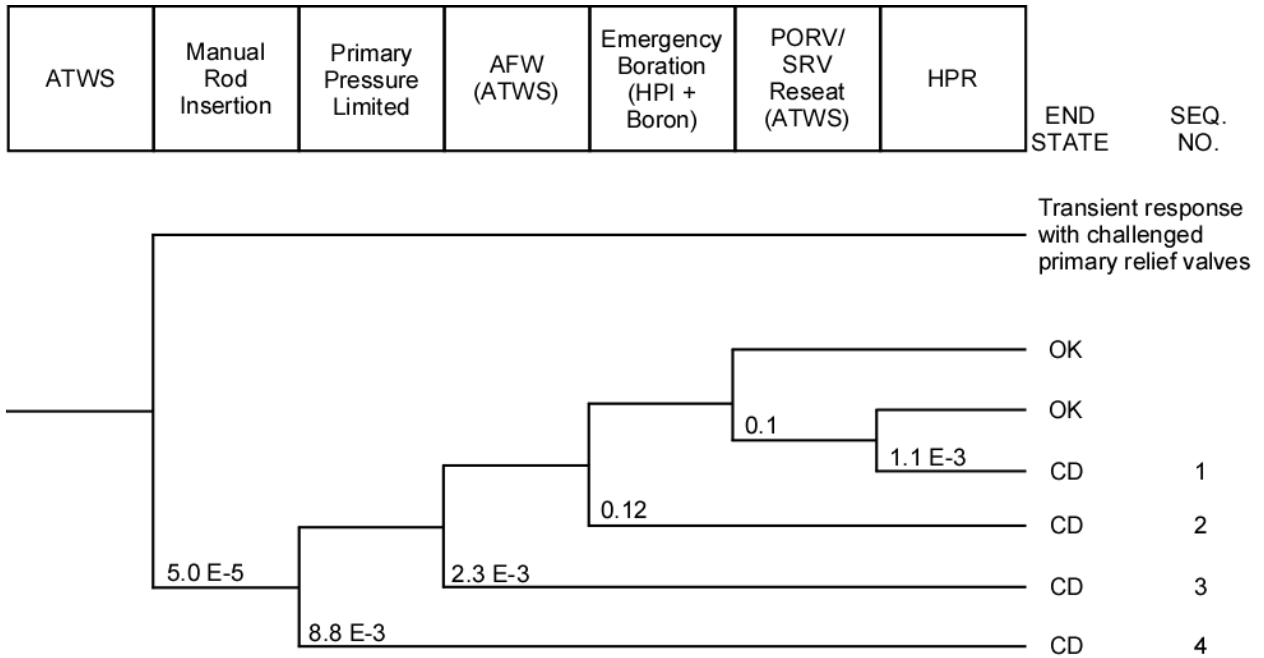 ATWS
Manual
Rod
Insertion
Primary
Pressure
Limited
AFW
(ATWS)
Emergency
Boration
(HPI +
Boron)
PORV/
SRV
Reseat
(ATWS)
HPR
END
STATE
SEQ.
NO.
Transient response
with challenged
primary relief valves
OK
OK
0.1
1.1 E-3
CD 1
0.12
CD 2
5.0 E-5
2.3 E-3
CD 3
8.8 E-3
CD 4